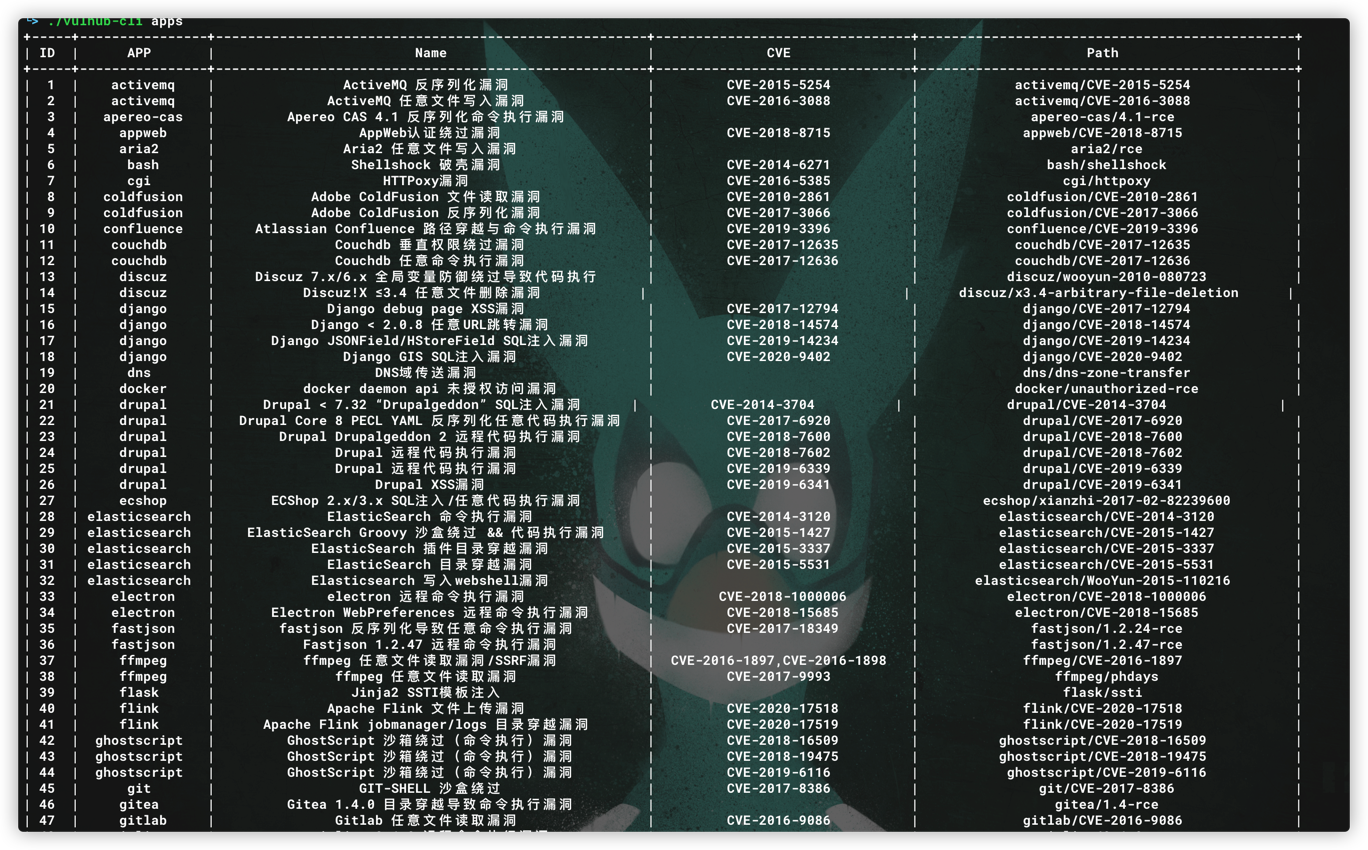 ↳ ./vulhub-cli apps
| ID | APP | Name | CVE | Path |
| 1 | activemq | ActiveMQ 反序列化漏洞 | CVE-2015-5254 | activemq/CVE-2015-5254 |
| 2 | activemq | ActiveMQ 任意文件写入漏洞 | CVE-2016-3088 | activemq/CVE-2016-3088 |
| 3 | apereo-cas | Apereo CAS 4.1 反序列化命令执行漏洞 | | apereo-cas/4.1-rce |
| 4 | appweb | AppWeb认证绕过漏洞 | CVE-2018-8715 | appweb/CVE-2018-8715 |
| 5 | aria2 | Aria2 任意文件写入漏洞 | | aria2/rce |
| 6 | bash | Shellshock 破壳漏洞 | CVE-2014-6271 | bash/shellshock |
| 7 | cgi | HTTPoxy漏洞 | CVE-2016-5385 | cgi/httpoxy |
| 8 | coldfusion | Adobe ColdFusion 文件读取漏洞 | CVE-2010-2861 | coldfusion/CVE-2010-2861 |
| 9 | coldfusion | Adobe ColdFusion 反序列化漏洞 | CVE-2017-3066 | coldfusion/CVE-2017-3066 |
| 10 | confluence | Atlassian Confluence 路径穿越与命令执行漏洞 | CVE-2019-3396 | confluence/CVE-2019-3396 |
| 11 | couchdb | Couchdb 垂直权限绕过漏洞 | CVE-2017-12635 | couchdb/CVE-2017-12635 |
| 12 | couchdb | Couchdb 任意命令执行漏洞 | CVE-2017-12636 | couchdb/CVE-2017-12636 |
| 13 | discuz | Discuz 7.x/6.x 全局变量防御绕过导致代码执行 | | discuz/wooyun-2010-080723 |
| 14 | discuz | Discuz!X ≤3.4 任意文件删除漏洞 | | discuz/x3.4-arbitrary-file-deletion |
| 15 | django | Django debug page XSS漏洞 | CVE-2017-12794 | django/CVE-2017-12794 |
| 16 | django | Django < 2.0.8 任意URL跳转漏洞 | CVE-2018-14574 | django/CVE-2018-14574 |
| 17 | django | Django JSONField/HStoreField SQL注入漏洞 | CVE-2019-14234 | django/CVE-2019-14234 |
| 18 | django | Django GIS SQL注入漏洞 | CVE-2020-9402 | django/CVE-2020-9402 |
| 19 | dns | DNS域传送漏洞 | | dns/dns-zone-transfer |
| 20 | docker | docker daemon api 未授权访问漏洞 | | docker/unauthorized-rce |
| 21 | drupal | Drupal < 7.32 “Drupalgeddon” SQL注入漏洞 | CVE-2014-3704 | drupal/CVE-2014-3704 |
| 22 | drupal | Drupal Core 8 PECL YAML 反序列化任意代码执行漏洞 | CVE-2017-6920 | drupal/CVE-2017-6920 |
| 23 | drupal | Drupal Drupalgeddon 2 远程代码执行漏洞 | CVE-2018-7600 | drupal/CVE-2018-7600 |
| 24 | drupal | Drupal 远程代码执行漏洞 | CVE-2018-7602 | drupal/CVE-2018-7602 |
| 25 | drupal | Drupal 远程代码执行漏洞 | CVE-2019-6339 | drupal/CVE-2019-6339 |
| 26 | drupal | Drupal XSS漏洞 | CVE-2019-6341 | drupal/CVE-2019-6341 |
| 27 | ecshop | ECShop 2.x/3.x SQL注入/任意代码执行漏洞 | | ecshop/xianzhi-2017-02-82239600 |
| 28 | elasticsearch | ElasticSearch 命令执行漏洞 | CVE-2014-3120 | elasticsearch/CVE-2014-3120 |
| 29 | elasticsearch | ElasticSearch Groovy 沙盒绕过 && 代码执行漏洞 | CVE-2015-1427 | elasticsearch/CVE-2015-1427 |
| 30 | elasticsearch | ElasticSearch 插件目录穿越漏洞 | CVE-2015-3337 | elasticsearch/CVE-2015-3337 |
| 31 | elasticsearch | ElasticSearch 目录穿越漏洞 | CVE-2015-5531 | elasticsearch/CVE-2015-5531 |
| 32 | elasticsearch | Elasticsearch 写入webshell漏洞 | | elasticsearch/WooYun-2015-110216 |
| 33 | electron | electron 远程命令执行漏洞 | CVE-2018-1000006 | electron/CVE-2018-1000006 |
| 34 | electron | Electron WebPreferences 远程命令执行漏洞 | CVE-2018-15685 | electron/CVE-2018-15685 |
| 35 | fastjson | fastjson 反序列化导致任意命令执行漏洞 | CVE-2017-18349 | fastjson/1.2.24-rce |
| 36 | fastjson | Fastjson 1.2.47 远程命令执行漏洞 | | fastjson/1.2.47-rce |
| 37 | ffmpeg | ffmpeg 任意文件读取漏洞/SSRF漏洞 | CVE-2016-1897,CVE-2016-1898 | ffmpeg/CVE-2016-1897 |
| 38 | ffmpeg | ffmpeg 任意文件读取漏洞 | CVE-2017-9993 | ffmpeg/phdays |
| 39 | flask | Jinja2 SSTI模板注入 | | flask/ssti |
| 40 | flink | Apache Flink 文件上传漏洞 | CVE-2020-17518 | flink/CVE-2020-17518 |
| 41 | flink | Apache Flink jobmanager/logs 目录穿越漏洞 | CVE-2020-17519 | flink/CVE-2020-17519 |
| 42 | ghostscript | GhostScript 沙箱绕过（命令执行）漏洞 | CVE-2018-16509 | ghostscript/CVE-2018-16509 |
| 43 | ghostscript | GhostScript 沙箱绕过（命令执行）漏洞 | CVE-2018-19475 | ghostscript/CVE-2018-19475 |
| 44 | ghostscript | GhostScript 沙箱绕过（命令执行）漏洞 | CVE-2019-6116 | ghostscript/CVE-2019-6116 |
| 45 | git | GIT-SHELL 沙盒绕过 | CVE-2017-8386 | git/CVE-2017-8386 |
| 46 | gitea | Gitea 1.4.0 目录穿越导致命令执行漏洞 | | gitea/1.4-rce |
| 47 | gitlab | Gitlab 任意文件读取漏洞 | CVE-2016-9086 | gitlab/CVE-2016-9086 |